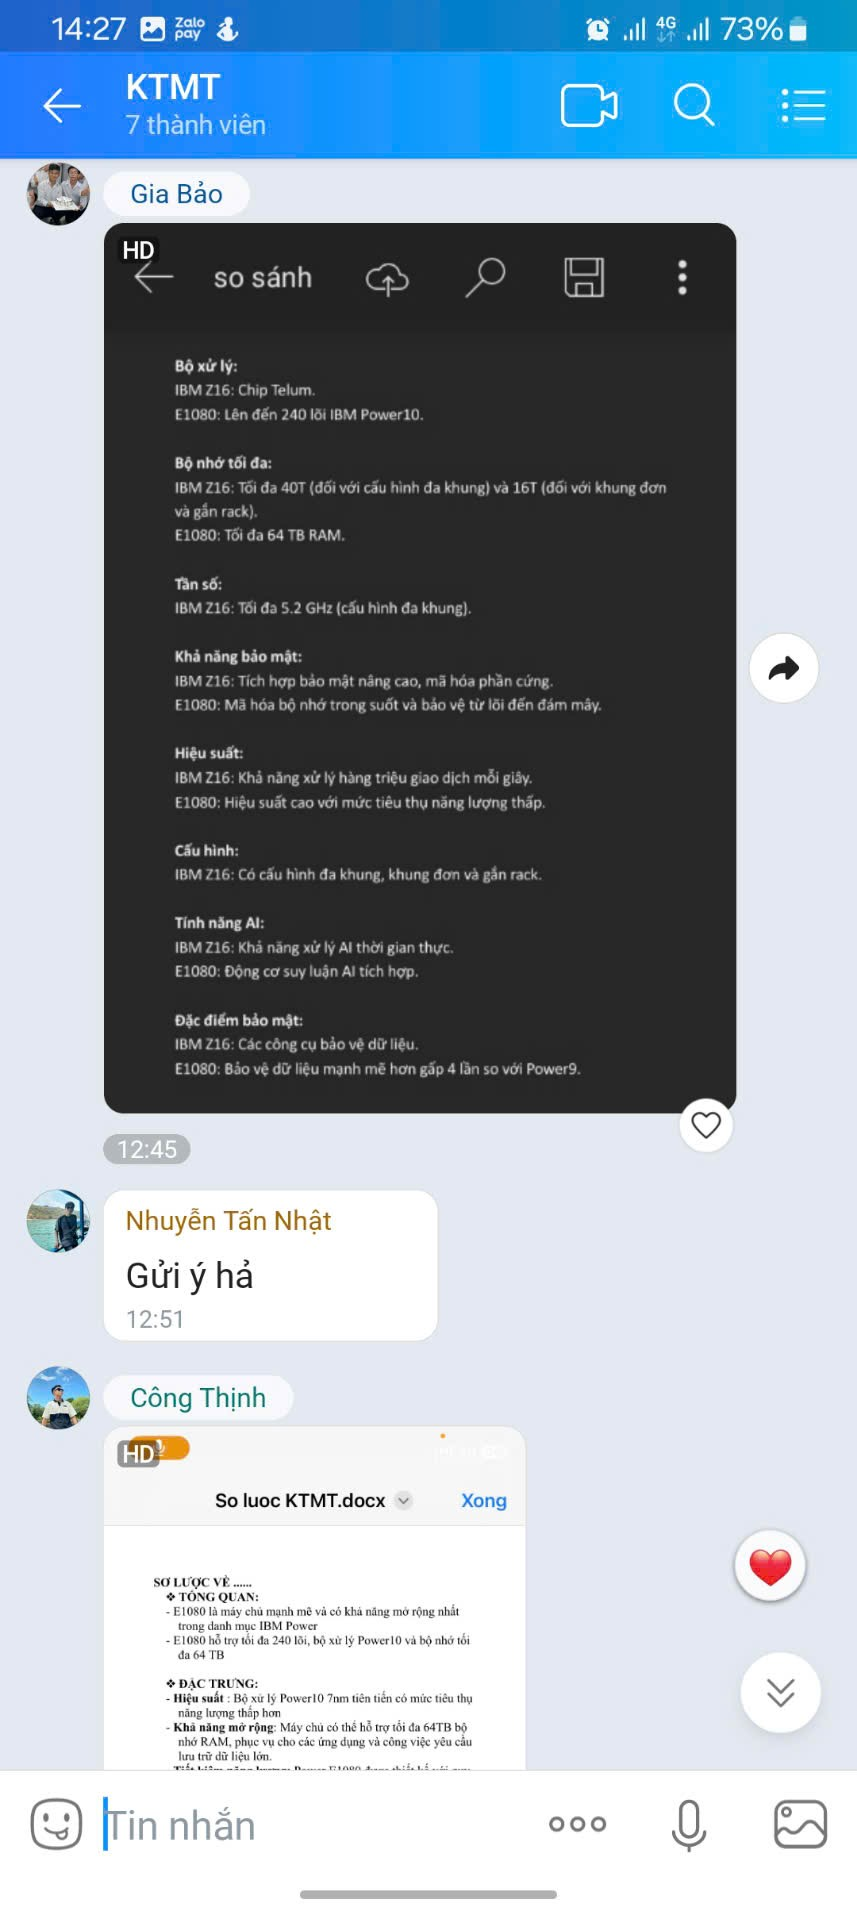 14:27
Zalo
pay
4G
73%
KTMT
7 thành viên
Gia Bảo
HD
so sánh
Bộ xử lý:
IBM Z16: Chip Telum.
E1080: Lên đến 240 lõi IBM Power10.
Bộ nhớ tối đa:
IBM Z16: Tối đa 40T (đối với cấu hình đa khung) và 16T (đối với khung đơn
và gắn rack).
E1080: Tối đa 64 TB RAM.
Tần số:
IBM Z16: Tối đa 5.2 GHz (cấu hình đa khung).
Khả năng bảo mật:
IBM Z16: Tích hợp bảo mật nâng cao, mã hóa phần cứng.
E1080: Mã hóa bộ nhớ trong suốt và bảo vệ từ lõi đến đám mây.
Hiệu suất:
IBM Z16: Khả năng xử lý hàng triệu giao dịch mỗi giây.
E1080: Hiệu suất cao với mức tiêu thụ năng lượng thấp.
Cấu hình:
IBM Z16: Có cấu hình đa khung, khung đơn và gắn rack.
Tính năng AI:
IBM Z16: Khả năng xử lý AI thời gian thực.
E1080: Động cơ suy luận AI tích hợp.
Đặc điểm bảo mật:
IBM Z16: Các công cụ bảo vệ dữ liệu.
E1080: Bảo vệ dữ liệu mạnh mẽ hơn gấp 4 lần so với Power9.
12:45
Nhuyễn Tấn Nhật
Gửi ý hả
12:51
Công Thịnh
HD
So luoc KTMT.docx
Xong
SƠ LƯỢC VỀ ......
❖ TỔNG QUAN:
- E1080 là máy chủ mạnh mẽ và có khả năng mở rộng nhất
trong danh mục IBM Power
- E1080 hỗ trợ tối đa 240 lõi, bộ xử lý Power10 và bộ nhớ tối
đa 64 TB
❖ ĐẶC TRƯNG:
- Hiệu suất : Bộ xử lý Power10 7nm tiên tiến có mức tiêu thụ
năng lượng thấp hơn
- Khả năng mở rộng: Máy chủ có thể hỗ trợ tối đa 64TB bộ
nhớ RAM, phục vụ cho các ứng dụng và công việc yêu cầu
lưu trữ dữ liệu lớn.
Tin nhắn